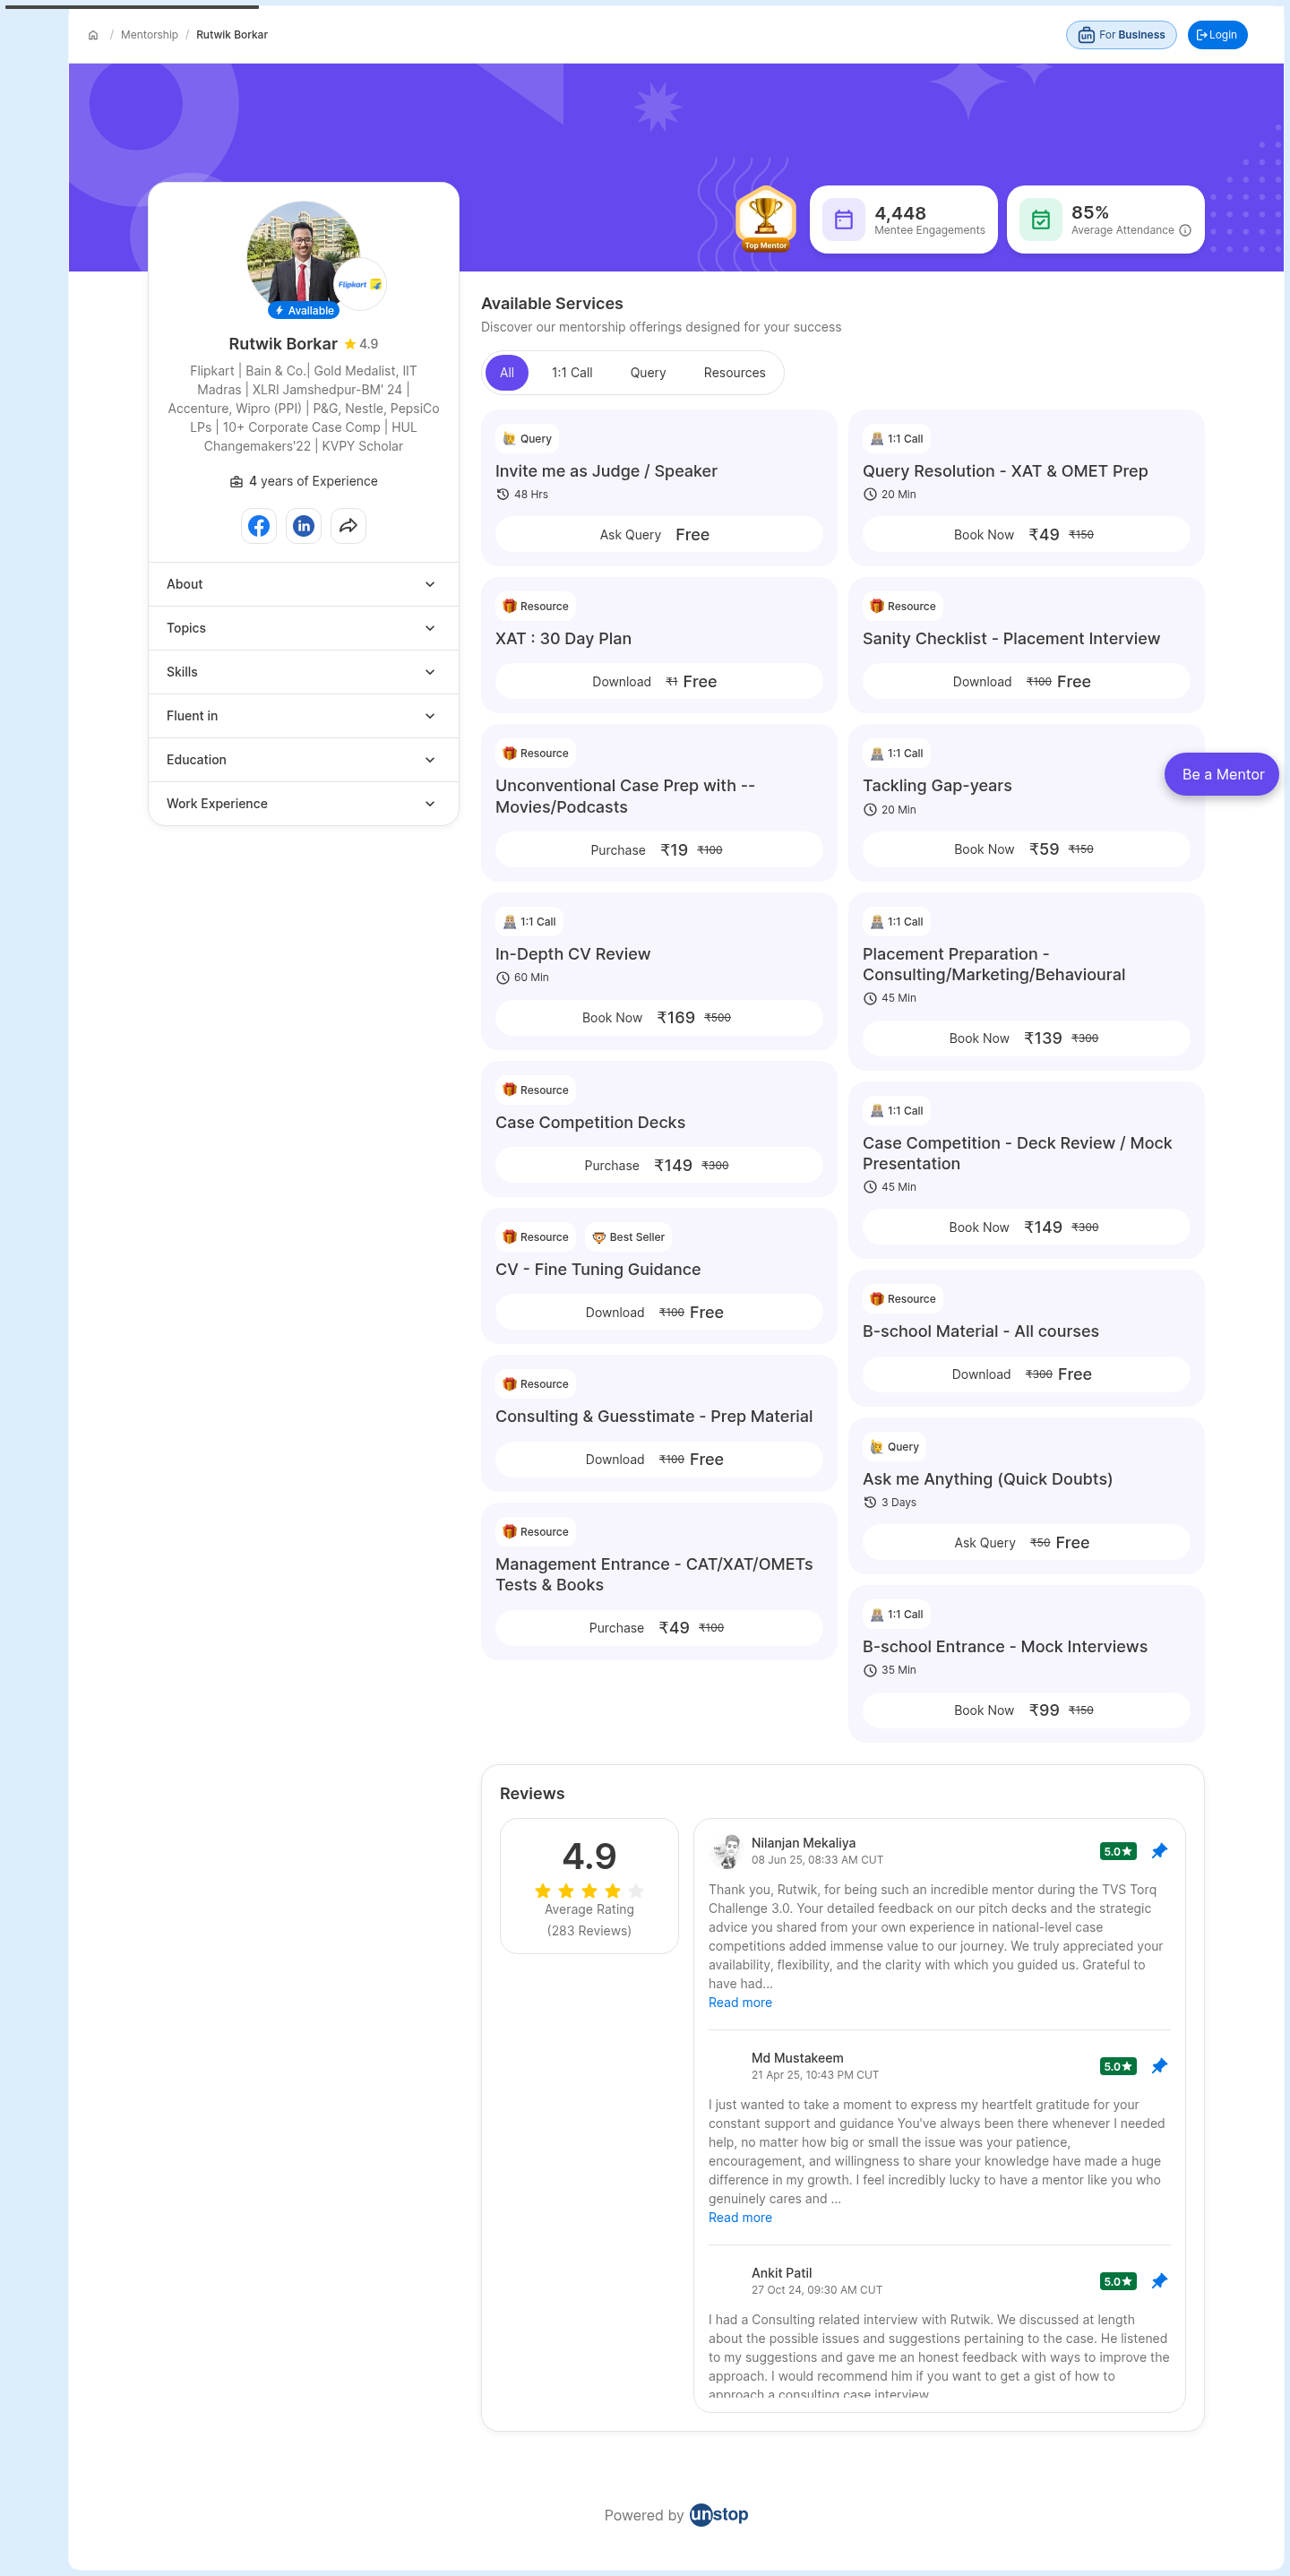 / Mentorship / Rutwik Borkar
For Business
Login
Top Mentor
4,448
Mentee Engagements
85%
Average Attendance
Flipkart
Available
Rutwik Borkar 4.9
Flipkart | Bain & Co.| Gold Medalist, IIT
Madras | XLRI Jamshedpur-BM' 24 |
Accenture, Wipro (PPI) | P&G, Nestle, PepsiCo
LPs | 10+ Corporate Case Comp | HUL
Changemakers'22 | KVPY Scholar
4 years of Experience
About
Topics
Skills
Fluent in
Education
Work Experience
Available Services
Discover our mentorship offerings designed for your success
All
1:1 Call
Query
Resources
Query
Invite me as Judge / Speaker
48 Hrs
Ask Query Free
1:1 Call
Query Resolution - XAT & OMET Prep
20 Min
Book Now ₹49 ₹150
Resource
XAT : 30 Day Plan
Download ₹1 Free
Resource
Sanity Checklist - Placement Interview
Download ₹100 Free
Resource
Unconventional Case Prep with --
Movies/Podcasts
Purchase ₹19 ₹100
1:1 Call
Tackling Gap-years
20 Min
Book Now ₹59 ₹150
Be a Mentor
1:1 Call
In-Depth CV Review
60 Min
Book Now ₹169 ₹500
1:1 Call
Placement Preparation -
Consulting/Marketing/Behavioural
45 Min
Book Now ₹139 ₹300
Resource
Case Competition Decks
Purchase ₹149 ₹300
1:1 Call
Case Competition - Deck Review / Mock
Presentation
45 Min
Book Now ₹149 ₹300
Resource
Best Seller
CV - Fine Tuning Guidance
Download ₹100 Free
Resource
B-school Material - All courses
Download ₹300 Free
Resource
Consulting & Guesstimate - Prep Material
Download ₹100 Free
Query
Ask me Anything (Quick Doubts)
3 Days
Ask Query ₹50 Free
Resource
Management Entrance - CAT/XAT/OMETs
Tests & Books
Purchase ₹49 ₹100
1:1 Call
B-school Entrance - Mock Interviews
35 Min
Book Now ₹99 ₹150
Reviews
4.9
Average Rating
(283 Reviews)
Nilanjan Mekaliya
08 Jun 25, 08:33 AM CUT
5.0
Thank you, Rutwik, for being such an incredible mentor during the TVS Torq
Challenge 3.0. Your detailed feedback on our pitch decks and the strategic
advice you shared from your own experience in national-level case
competitions added immense value to our journey. We truly appreciated your
availability, flexibility, and the clarity with which you guided us. Grateful to
have had...
Read more
Md Mustakeem
21 Apr 25, 10:43 PM CUT
5.0
I just wanted to take a moment to express my heartfelt gratitude for your
constant support and guidance You've always been there whenever I needed
help, no matter how big or small the issue was your patience,
encouragement, and willingness to share your knowledge have made a huge
difference in my growth. I feel incredibly lucky to have a mentor like you who
genuinely cares and ...
Read more
Ankit Patil
27 Oct 24, 09:30 AM CUT
5.0
I had a Consulting related interview with Rutwik. We discussed at length
about the possible issues and suggestions pertaining to the case. He listened
to my suggestions and gave me an honest feedback with ways to improve the
approach. I would recommend him if you want to get a gist of how to
approach a consulting case interview
Powered by unstop